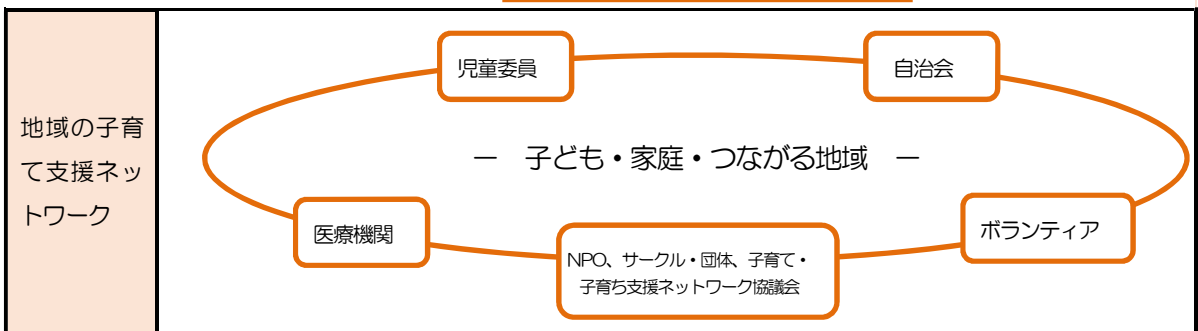 地域の子育
て支援ネッ
トワーク
児童委員
自治会
－ 子ども・家庭・つながる地域 －
医療機関
NPO、サークル・団体、子育て・
子育ち支援ネットワーク協議会
ボランティア